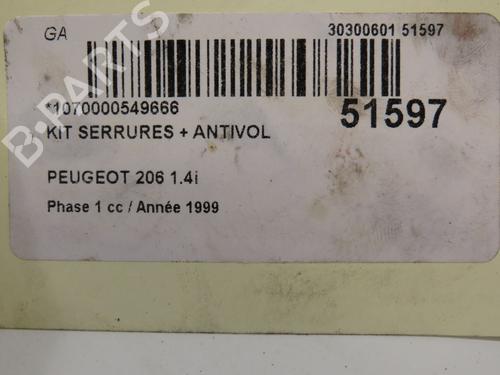 GA
30300601 51597
*1070000549666
51597
KIT SERRURES + ANTIVOL
PEUGEOT 206 1.4i
Phase 1 cc / Année 1999
B-PARTS